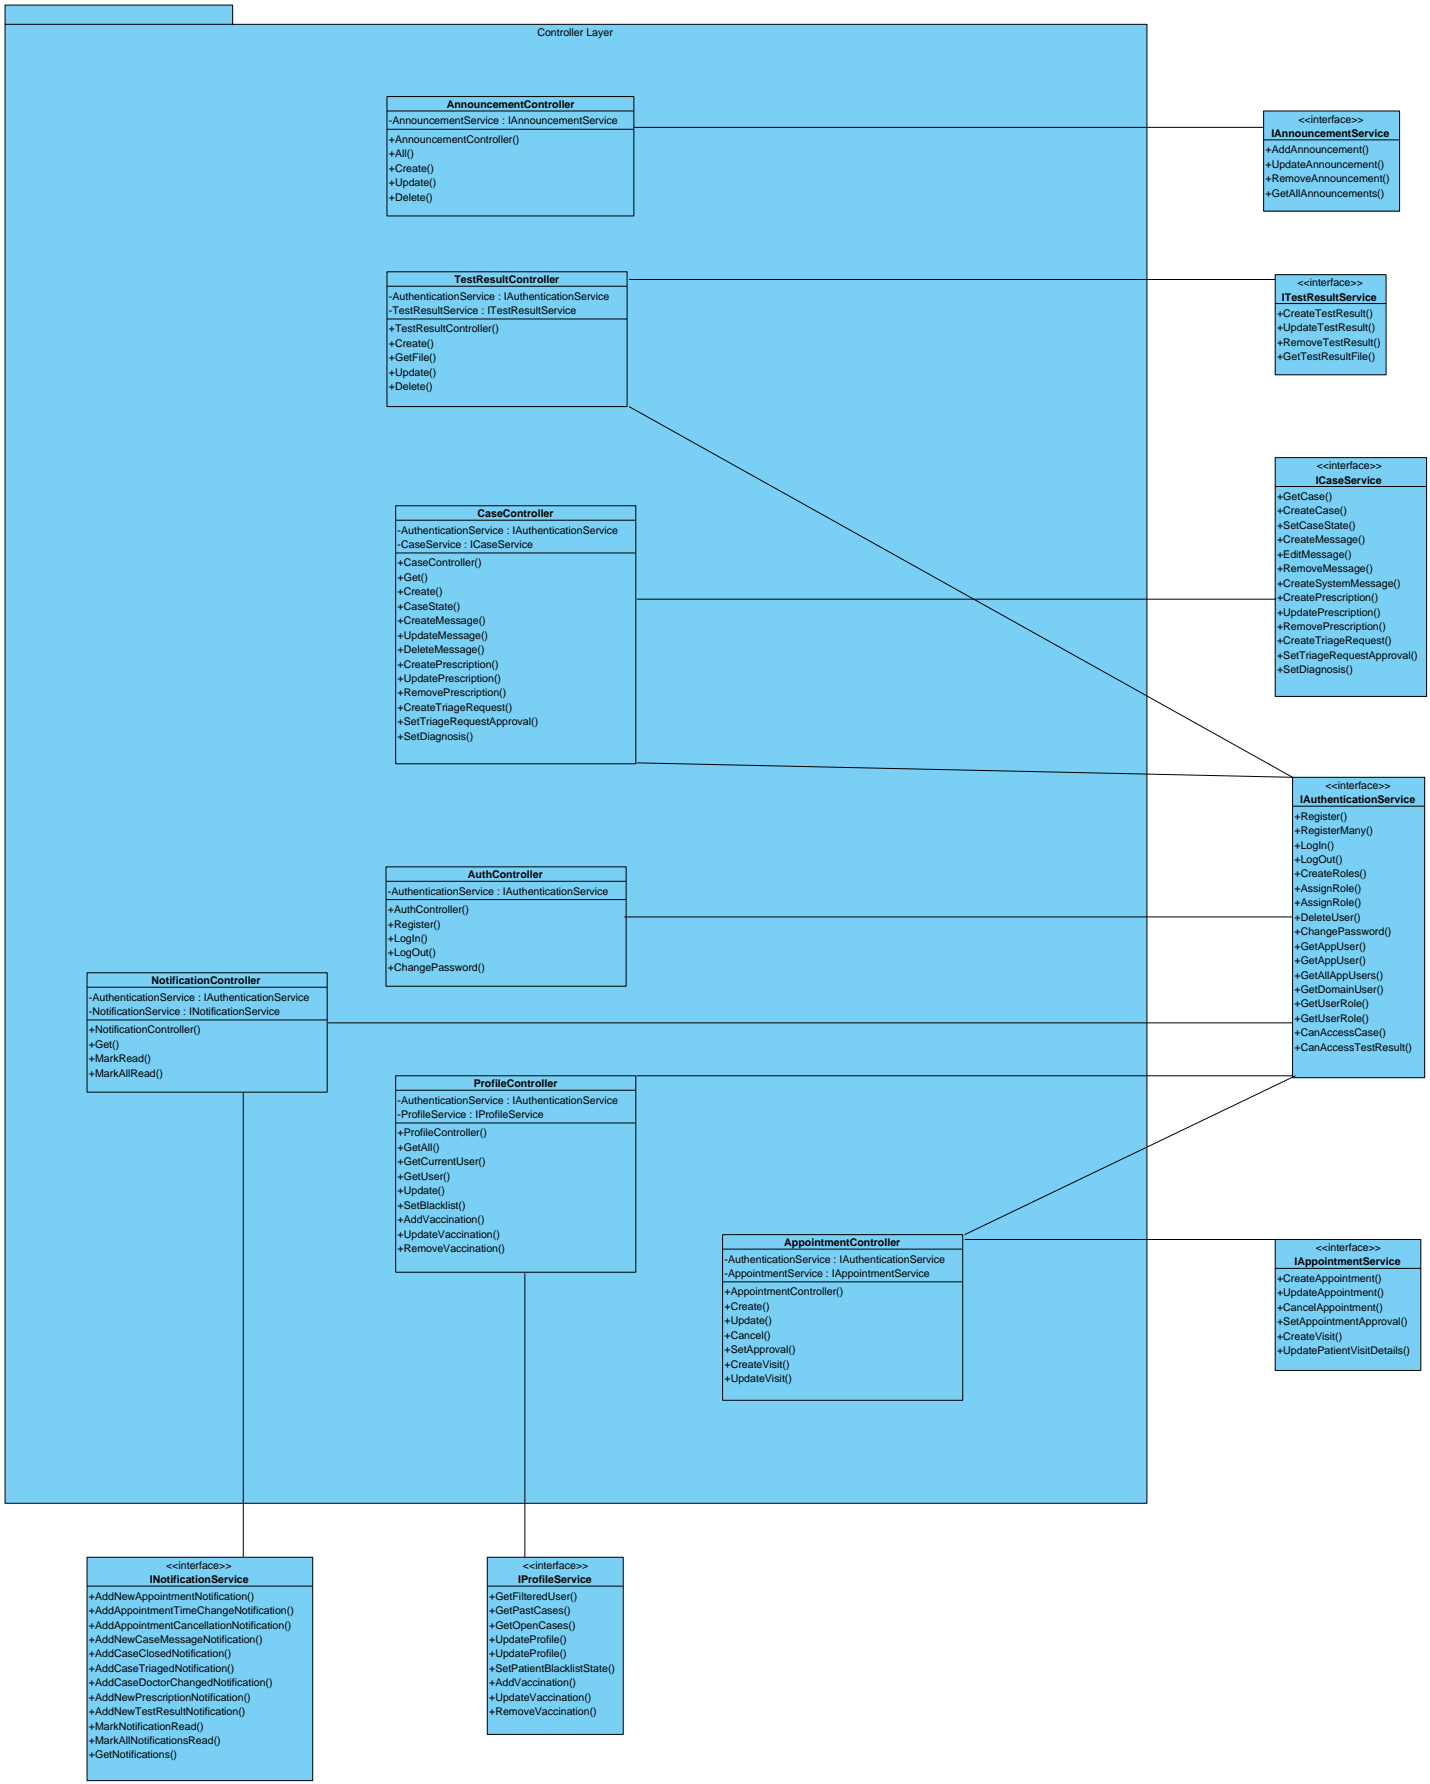 Controller Layer
AnnouncementController
-AnnouncementService : IAnnouncementService
+AnnouncementController()
+All()
+Create()
+Update()
+Delete()
<<interface>>
IAnnouncementService
+AddAnnouncement()
+UpdateAnnouncement()
+RemoveAnnouncement()
+GetAllAnnouncements()
TestResultController
-AuthenticationService : IAuthenticationService
-TestResultService : ITestResultService
+TestResultController()
+Create()
+GetFile()
+Update()
+Delete()
<<interface>>
ITestResultService
+CreateTestResult()
+UpdateTestResult()
+RemoveTestResult()
+GetTestResultFile()
CaseController
-AuthenticationService : IAuthenticationService
-CaseService : ICaseService
+CaseController()
+Get()
+Create()
+CaseState()
+CreateMessage()
+UpdateMessage()
+DeleteMessage()
+CreatePrescription()
+UpdatePrescription()
+RemovePrescription()
+CreateTriageRequest()
+SetTriageRequestApproval()
+SetDiagnosis()
<<interface>>
ICaseService
+GetCase()
+CreateCase()
+SetCaseState()
+CreateMessage()
+EditMessage()
+RemoveMessage()
+CreateSystemMessage()
+CreatePrescription()
+UpdatePrescription()
+RemovePrescription()
+CreateTriageRequest()
+SetTriageRequestApproval()
+SetDiagnosis()
<<interface>>
IAuthenticationService
+Register()
+RegisterMany()
+LogIn()
+LogOut()
+CreateRoles()
+AssignRole()
+AssignRole()
+DeleteUser()
+ChangePassword()
+GetAppUser()
+GetAppUser()
+GetAllAppUsers()
+GetDomainUser()
+GetUserRole()
+GetUserRole()
+CanAccessCase()
+CanAccessTestResult()
AuthController
-AuthenticationService : IAuthenticationService
+AuthController()
+Register()
+LogIn()
+LogOut()
+ChangePassword()
NotificationController
-AuthenticationService : IAuthenticationService
-NotificationService : INotificationService
+NotificationController()
+Get()
+MarkRead()
+MarkAllRead()
ProfileController
-AuthenticationService : IAuthenticationService
-ProfileService : IProfileService
+ProfileController()
+GetAll()
+GetCurrentUser()
+GetUser()
+Update()
+SetBlacklist()
+AddVaccination()
+UpdateVaccination()
+RemoveVaccination()
AppointmentController
-AuthenticationService : IAuthenticationService
-AppointmentService : IAppointmentService
+AppointmentController()
+Create()
+Update()
+Cancel()
+SetApproval()
+CreateVisit()
+UpdateVisit()
<<interface>>
IAppointmentService
+CreateAppointment()
+UpdateAppointment()
+CancelAppointment()
+SetAppointmentApproval()
+CreateVisit()
+UpdatePatientVisitDetails()
<<interface>>
INotificationService
+AddNewAppointmentNotification()
+AddAppointmentTimeChangeNotification()
+AddAppointmentCancellationNotification()
+AddNewCaseMessageNotification()
+AddCaseClosedNotification()
+AddCaseTriagedNotification()
+AddCaseDoctorChangedNotification()
+AddNewPrescriptionNotification()
+AddNewTestResultNotification()
+MarkNotificationRead()
+MarkAllNotificationsRead()
+GetNotifications()
<<interface>>
IProfileService
+GetFilteredUser()
+GetPastCases()
+GetOpenCases()
+UpdateProfile()
+UpdateProfile()
+SetPatientBlacklistState()
+AddVaccination()
+UpdateVaccination()
+RemoveVaccination()